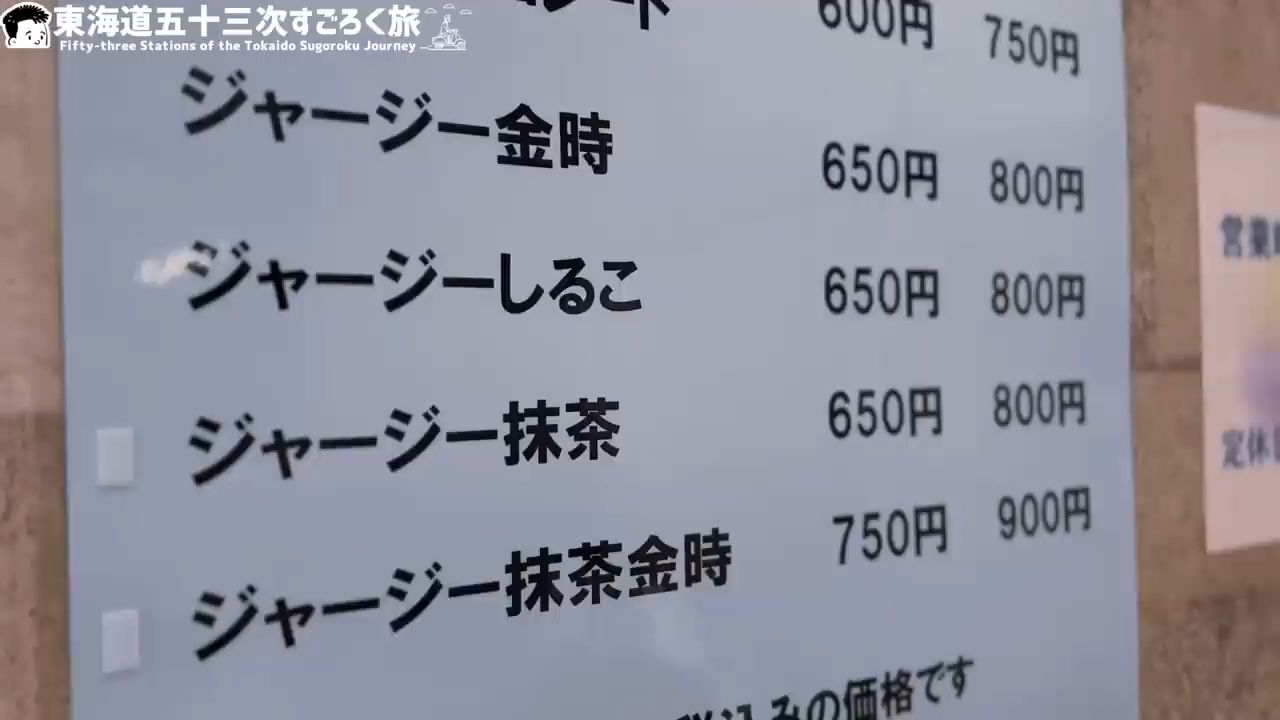 東海道五十三次すごろく旅
Fifty-three Stations of the Tokaido Sugoroku Journey
600円 750円
ジャージー金時 650円 800円
ジャージーしるこ 650円 800円
ジャージー抹茶 650円 800円
ジャージー抹茶金時 750円 900円
税込みの価格です
営業
定休